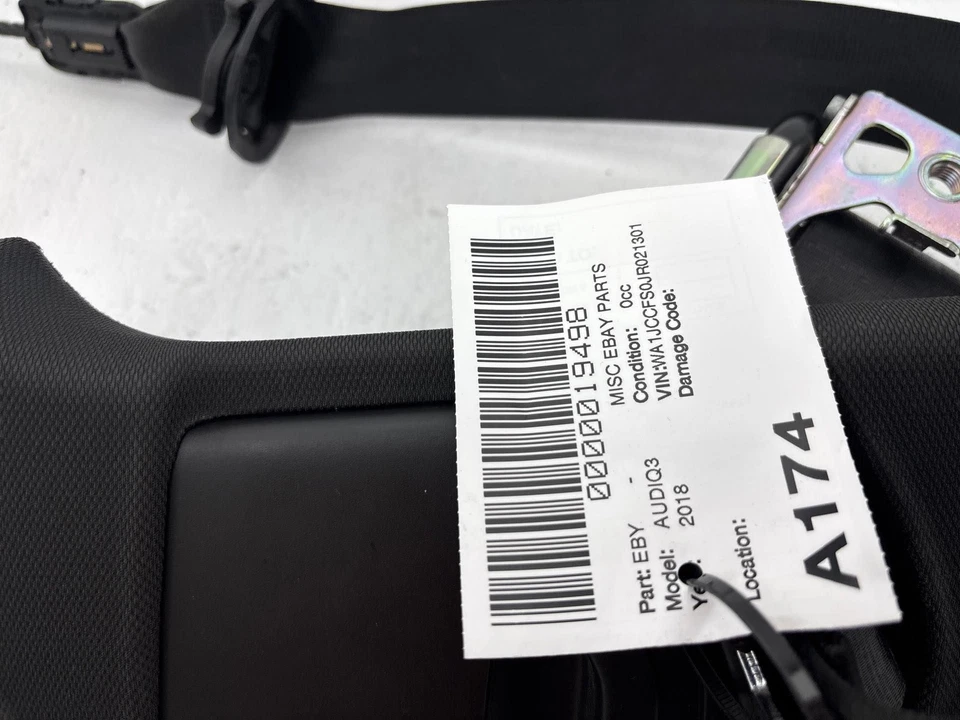 0000019498
MISC EBAY PARTS
Part: EBY - Condition: 0cc
Model: AUDIQ3 VIN:WA1JCCFS0JR021301
2018 Damage Code:
Location:
A174